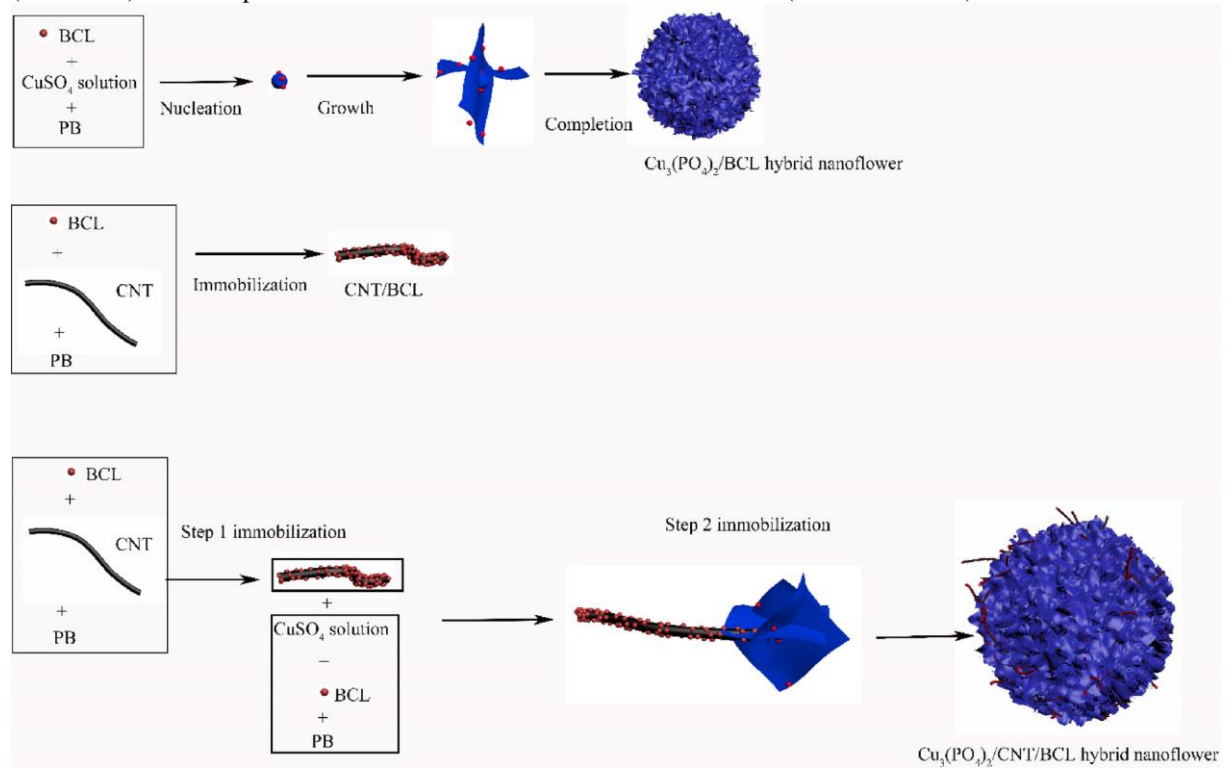 BCL
+
CuSO4 solution
+
PB
Nucleation
Growth
Completion
Cu3(PO4)2/BCL hybrid nanoflower
BCL
+
CNT
+
PB
Immobilization
CNT/BCL
BCL
+
CNT
+
PB
Step 1 immobilization
+
CuSO4 solution
–
BCL
+
PB
Step 2 immobilization
Cu3(PO4)2/CNT/BCL hybrid nanoflower